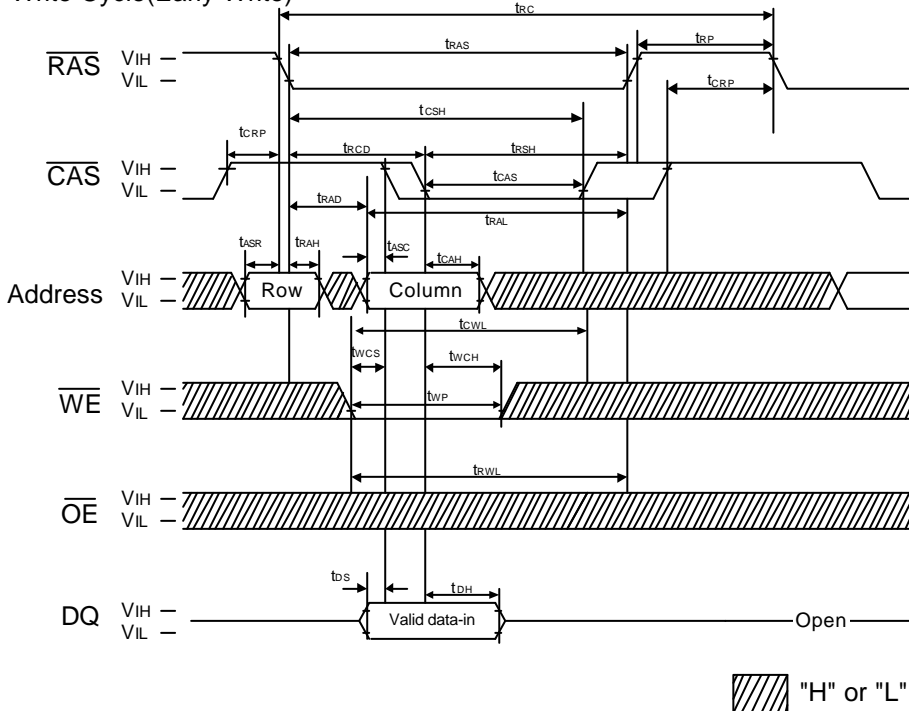 Write Cycle(Early Write)
tRC
tRAS
tRP
RAS
VIH
VIL
tCSH
tCRP
tCRP
tRCD
tRSH
CAS
VIH
VIL
tCAS
tRAD
tRAL
tASR
tRAH
tASC
tCAH
Address
VIH
VIL
Row
Column
tCWL
tWCS
tWCH
WE
VIH
VIL
tWP
tRWL
OE
VIH
VIL
tDS
tDH
DQ
VIH
VIL
Valid data-in
Open
"H" or "L"